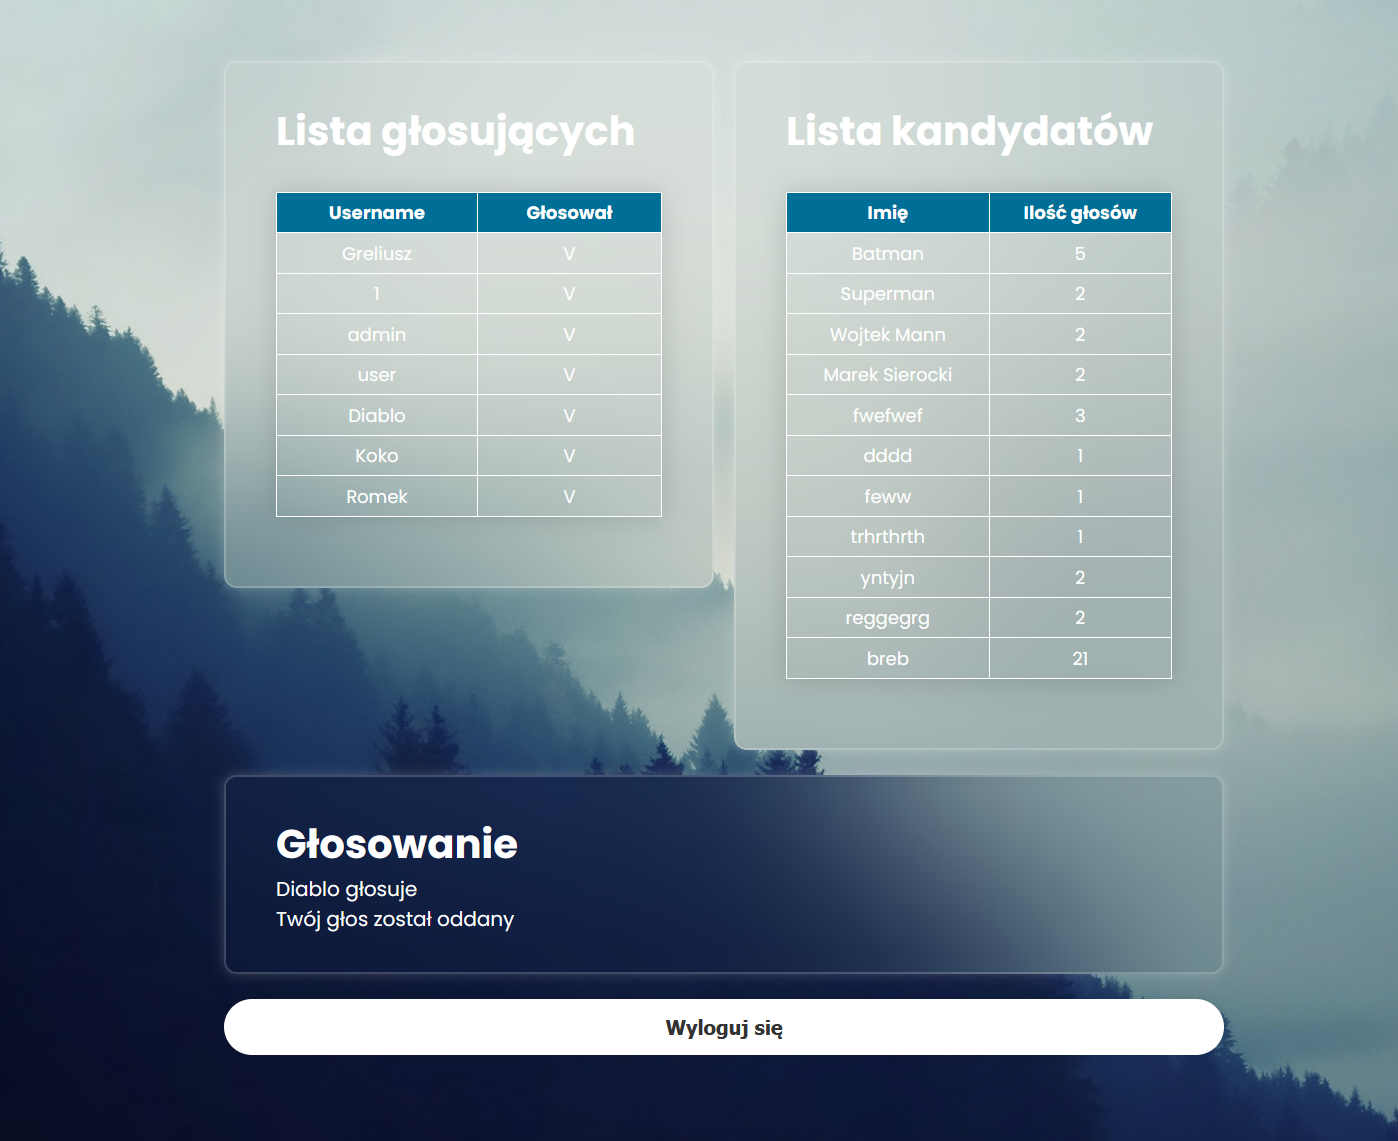 Lista głosujących
Username Głosował
Greliusz V
1 V
admin V
user V
Diablo V
Koko V
Romek V
Lista kandydatów
Imię Ilość głosów
Batman 5
Superman 2
Wojtek Mann 2
Marek Sierocki 2
fwefwef 3
dddd 1
feww 1
trhrthrth 1
yntyjn 2
reggegrg 2
breb 21
Głosowanie
Diablo głosuje
Twój głos został oddany
Wyloguj się